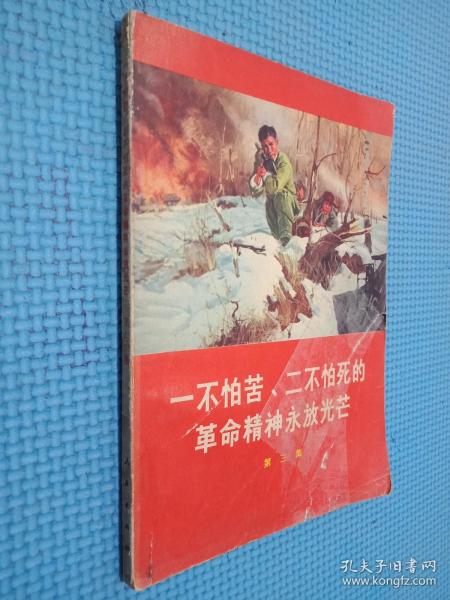 一不怕苦、二不怕死的
革命精神永放光芒
第三集
孔夫子旧书网
www.kongfz.com